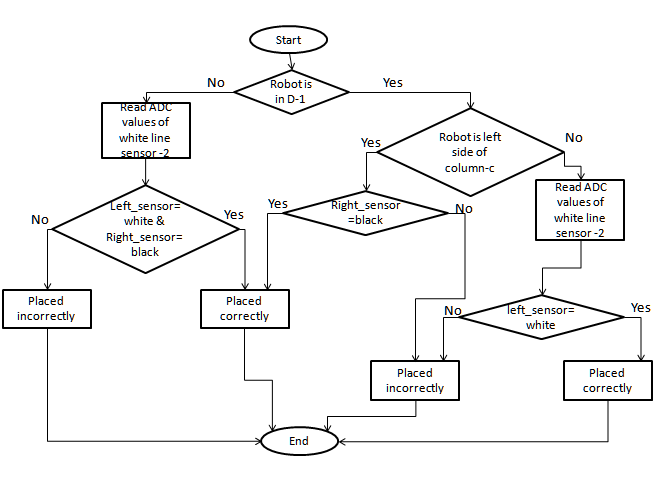 Start
No
Robot is
in D-1
Yes
Read ADC
values of
white line
sensor -2
Yes
Robot is left
side of
column-c
No
Left_sensor=
white &
Right_sensor=
black
No
Yes
Yes
Right_sensor
=black
No
Read ADC
values of
white line
sensor -2
Placed
incorrectly
Placed
correctly
No
left_sensor=
white
Yes
Placed
incorrectly
Placed
correctly
End